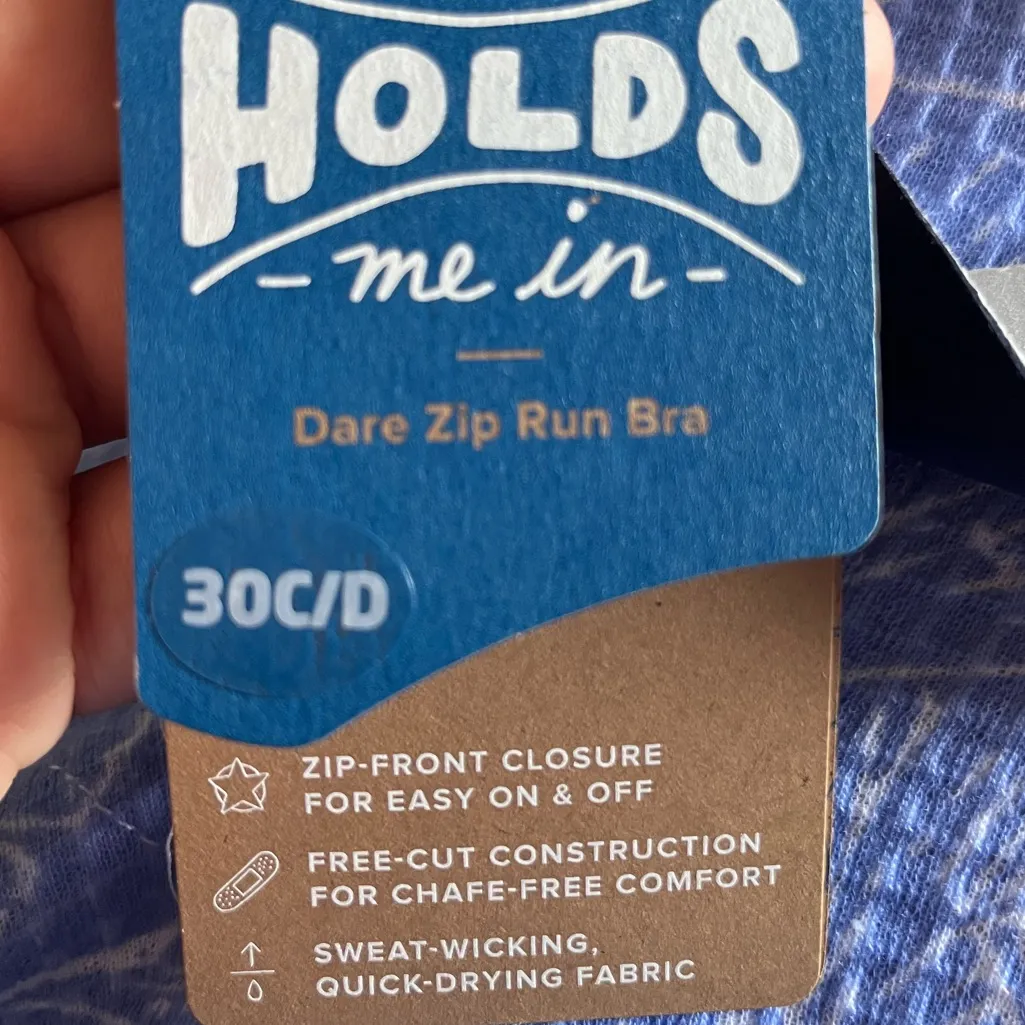 HOLDS
- me in -
Dare Zip Run Bra
30C/D
ZIP-FRONT CLOSURE
FOR EASY ON & OFF
FREE-CUT CONSTRUCTION
FOR CHAFE-FREE COMFORT
SWEAT-WICKING,
QUICK-DRYING FABRIC